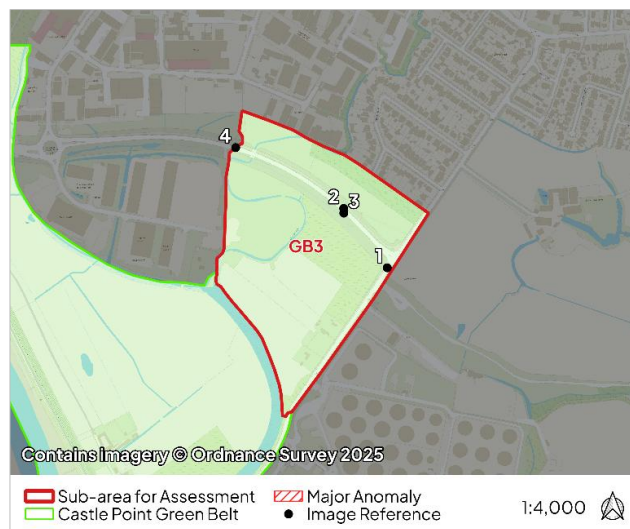 4
2
3
1
GB3
Contains imagery © Ordnance Survey 2025
Sub-area for Assessment
Major Anomaly
1:4,000
Castle Point Green Belt
Image Reference